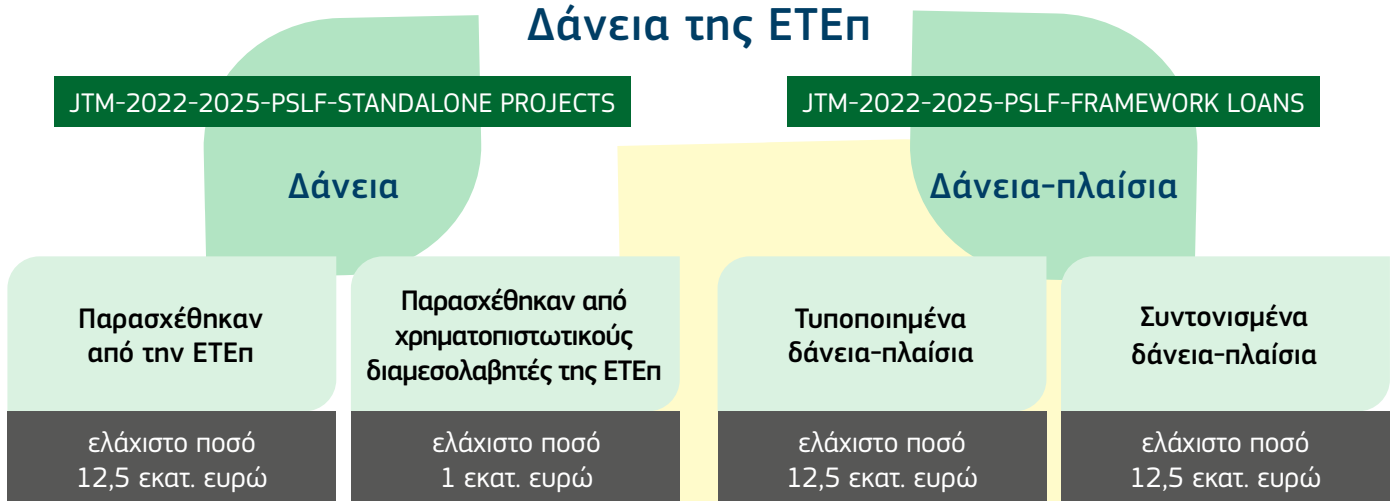 Δάνεια της ΕΤΕπ
JTM-2022-2025-PSLF-STANDALONE PROJECTS
JTM-2022-2025-PSLF-FRAMEWORK LOANS
Δάνεια
Δάνεια-πλαίσια
Παρασχέθηκαν
από την ΕΤΕπ
Παρασχέθηκαν από
χρηματοπιστωτικούς
διαμεσολαβητές της ΕΤΕπ
Τυποποιημένα
δάνεια-πλαίσια
Συντονισμένα
δάνεια-πλαίσια
ελάχιστο ποσό
12,5 εκατ. ευρώ
ελάχιστο ποσό
1 εκατ. ευρώ
ελάχιστο ποσό
12,5 εκατ. ευρώ
ελάχιστο ποσό
12,5 εκατ. ευρώ